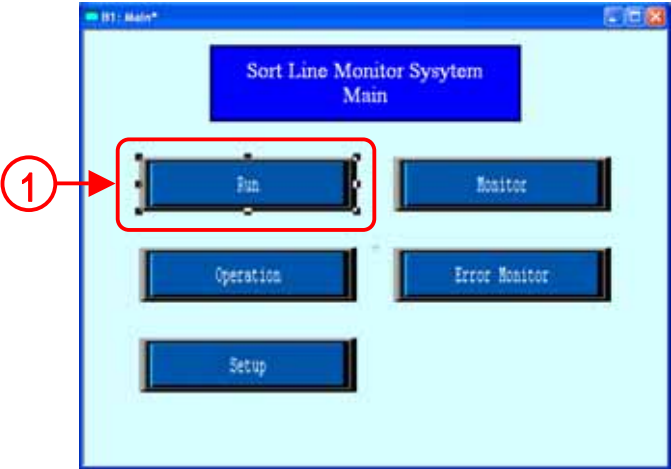 B1: Main*
Sort Line Monitor Sysytem
Main
1
Run
Monitor
Operation
Error Monitor
Setup